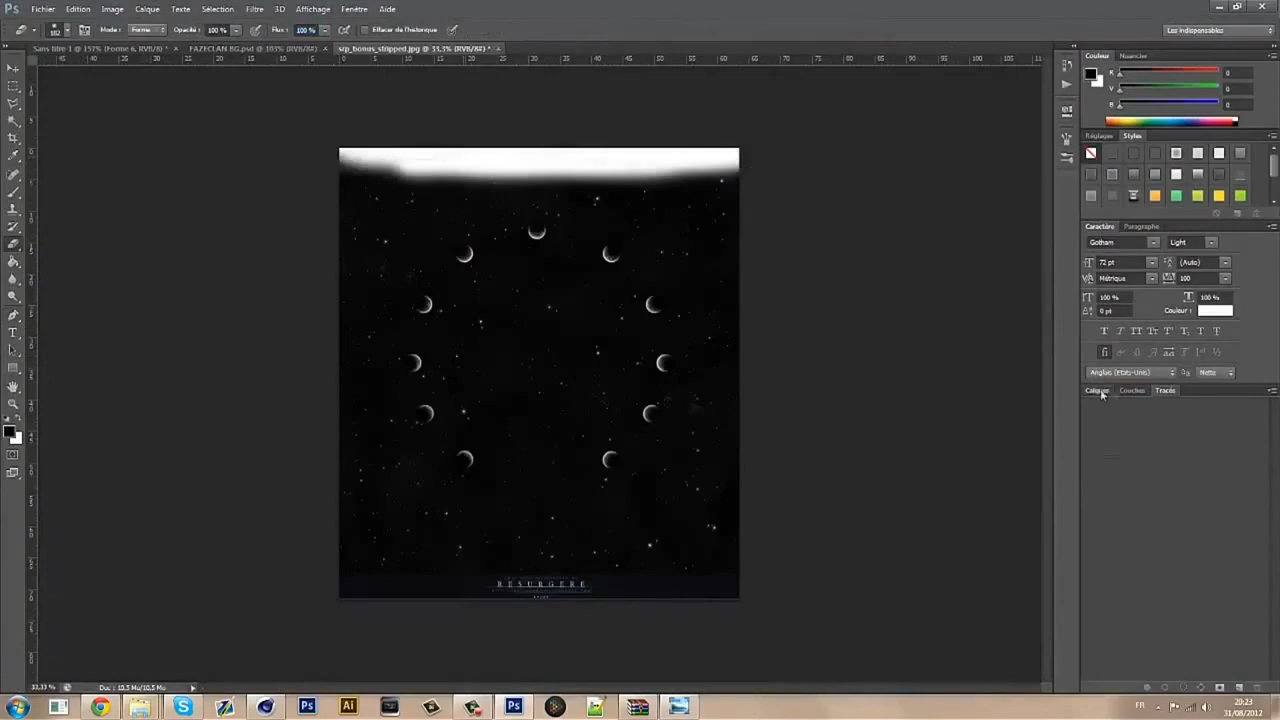 Ps Fichier Edition Image Calque Texte Sélection Filtre 3D Affichage Fenêtre Aide
182 Mode : Forme Opacité : 100 % Flux : 100 % Effacer de l'historique Les indispensables
Sans titre 1 @ 157% (Forme 6, RVB/8) * × FAZECLAN BG.psd @ 103% (RVB/8#) × srp_bonus_stripped.jpg @ 33,3% (RVB/8#) * ×
Couleur Nuancier
R 0
V 0
B 0
Réglages Styles
Caractère Paragraphe
Gotham Light
72 pt (Auto)
Métrique 100
100 % 100 %
0 pt Couleur :
Anglais (Etats-Unis) Nette
Calques Couches Tracés
RESURGERE
33,33 % Doc : 10,5 Mo/10,5 Mo
FR 20:23
31/08/2012